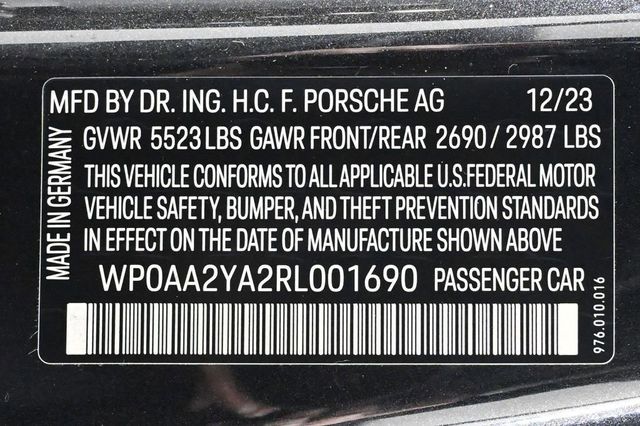 MFD BY DR. ING. H.C. F. PORSCHE AG 12/23
GVWR 5523 LBS GAWR FRONT/REAR 2690 / 2987 LBS
THIS VEHICLE CONFORMS TO ALL APPLICABLE U.S. FEDERAL MOTOR
VEHICLE SAFETY, BUMPER, AND THEFT PREVENTION STANDARDS
IN EFFECT ON THE DATE OF MANUFACTURE SHOWN ABOVE
WP0AA2YA2RL001690 PASSENGER CAR
MADE IN GERMANY
976.010.016